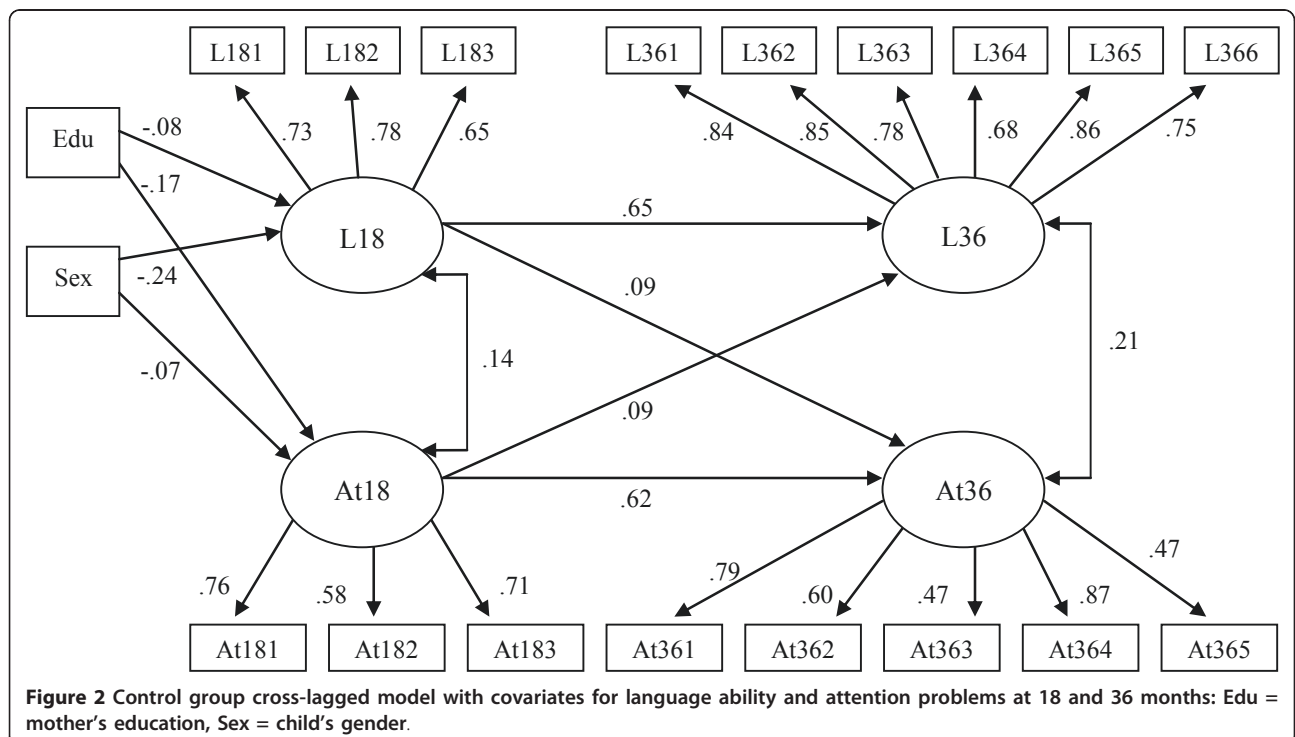 L181 L182 L183 L361 L362 L363 L364 L365 L366
Edu -.08 .73 .78 .65 .84 .85 .78 .68 .86 .75
-.17
L18 .65 L36
Sex -.24
.09
-.07 .14 .21
.09
At18 .62 At36
.76 .58 .71 .79 .60 .47 .87 .47
At181 At182 At183 At361 At362 At363 At364 At365
Figure 2 Control group cross-lagged model with covariates for language ability and attention problems at 18 and 36 months: Edu =
mother's education, Sex = child's gender.